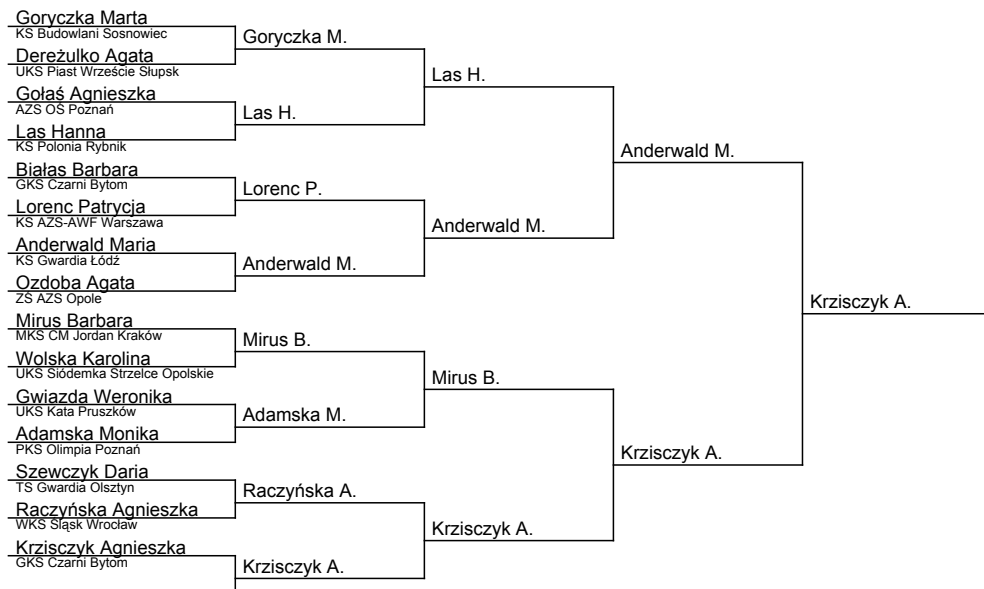 Goryczka Marta
KS Budowlani Sosnowiec
Dereżulko Agata
UKS Piast Wrzeście Słupsk
Gołaś Agnieszka
AZS OŚ Poznań
Las Hanna
KS Polonia Rybnik
Białas Barbara
GKS Czarni Bytom
Lorenc Patrycja
KS AZS-AWF Warszawa
Anderwald Maria
KS Gwardia Łódź
Ozdoba Agata
ZŚ AZS Opole
Mirus Barbara
MKS CM Jordan Kraków
Wolska Karolina
UKS Siódemka Strzelce Opolskie
Gwiazda Weronika
UKS Kata Pruszków
Adamska Monika
PKS Olimpia Poznań
Szewczyk Daria
TS Gwardia Olsztyn
Raczyńska Agnieszka
WKS Śląsk Wrocław
Krzisczyk Agnieszka
GKS Czarni Bytom
Goryczka M.
Las H.
Lorenc P.
Anderwald M.
Mirus B.
Adamska M.
Raczyńska A.
Krzisczyk A.
Las H.
Anderwald M.
Mirus B.
Krzisczyk A.
Anderwald M.
Krzisczyk A.
Krzisczyk A.